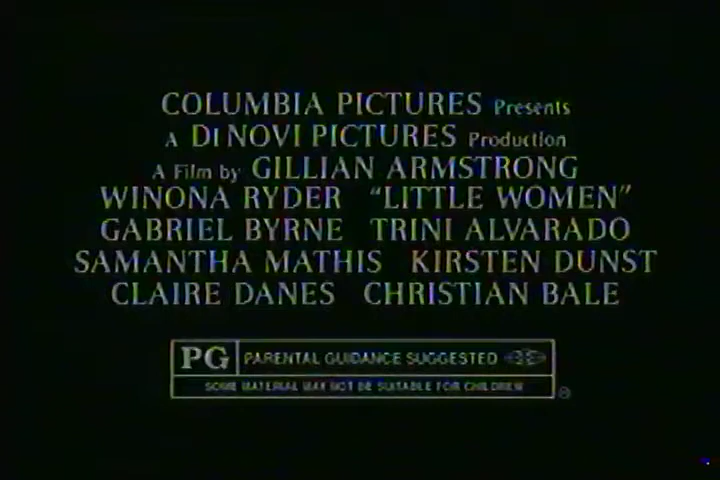 COLUMBIA PICTURES Presents
A DI NOVI PICTURES Production
A Film by GILLIAN ARMSTRONG
WINONA RYDER "LITTLE WOMEN"
GABRIEL BYRNE TRINI ALVARADO
SAMANTHA MATHIS KIRSTEN DUNST
CLAIRE DANES CHRISTIAN BALE
PG PARENTAL GUIDANCE SUGGESTED
SOME MATERIAL MAY NOT BE SUITABLE FOR CHILDREN ®